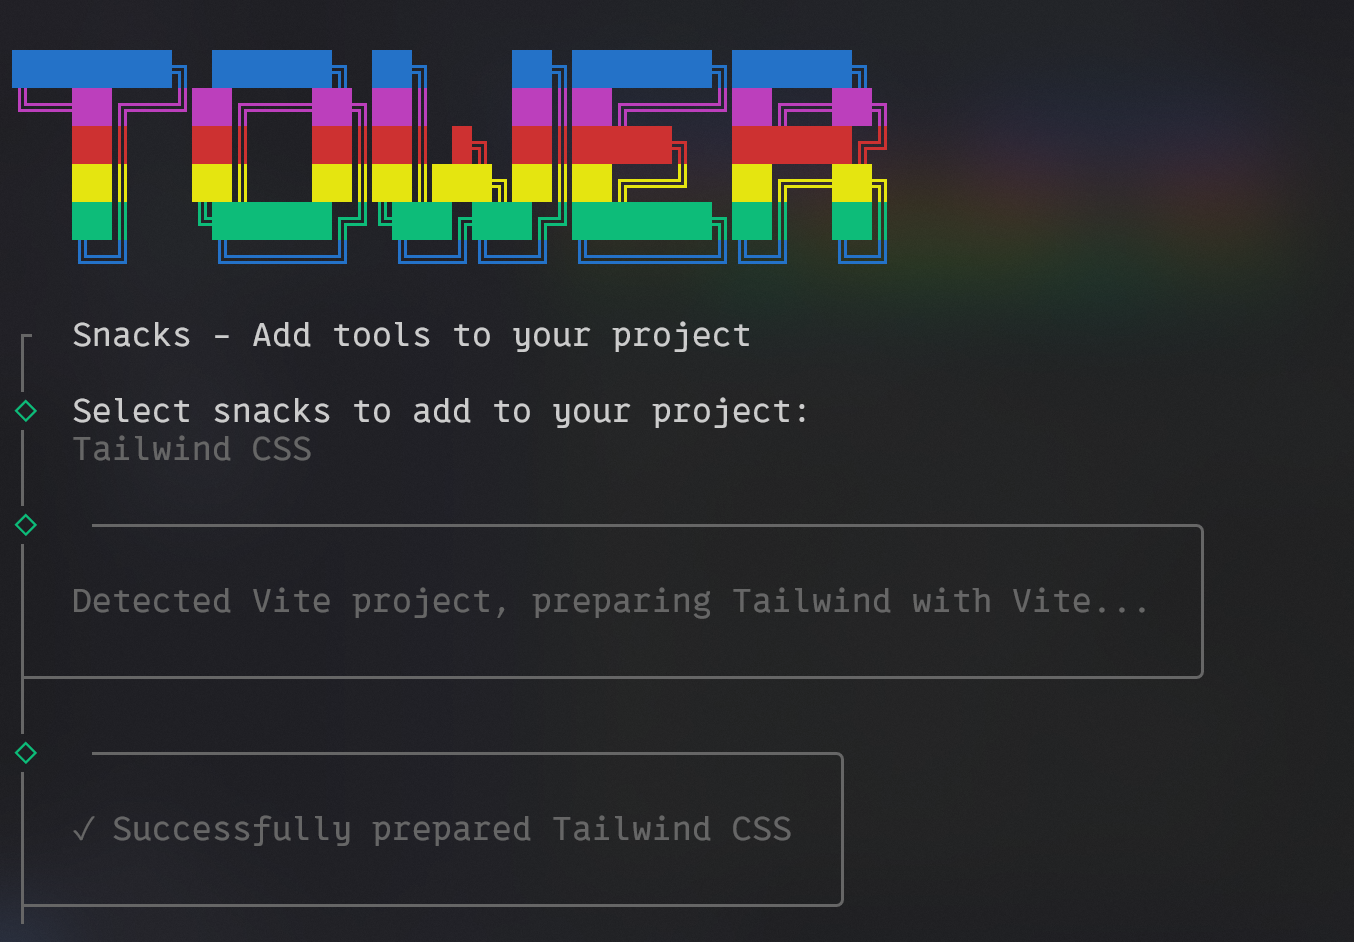 TOWER
Snacks - Add tools to your project
Select snacks to add to your project:
Tailwind CSS
Detected Vite project, preparing Tailwind with Vite...
✓ Successfully prepared Tailwind CSS